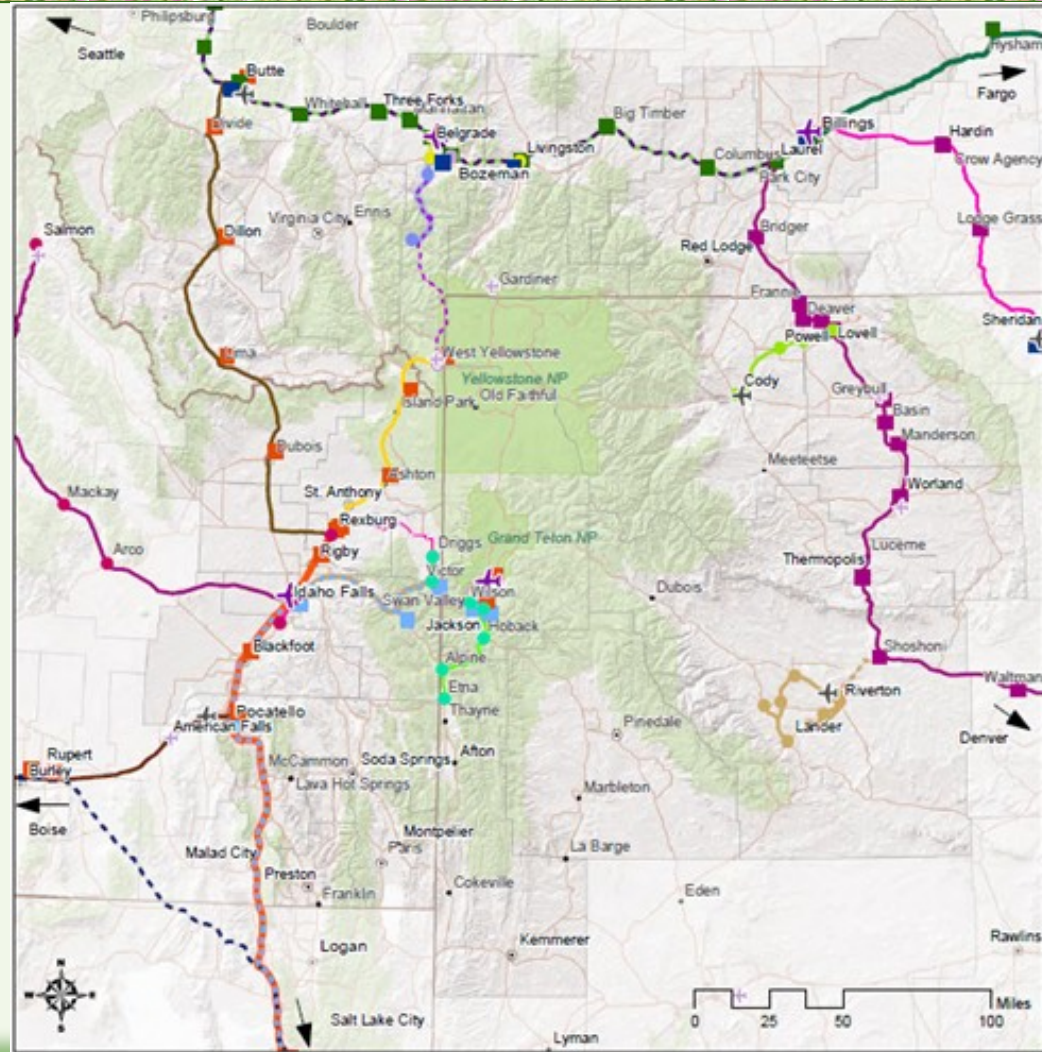 Philipsburg
Boulder
Seattle
Hysham
Fargo
Butte
Whitehall
Three Forks
Manhattan
Belgrade
Big Timber
Billings
Hardin
Divide
Livingston
Bozeman
Columbus
Laurel
Park City
Crow Agency
Virginia City
Ennis
Salmon
Dillon
Bridger
Lodge Grass
Red Lodge
Gardiner
Frannie
Deaver
Sheridan
Powell
Lovell
Lima
West Yellowstone
Yellowstone NP
Cody
Island Park
Old Faithful
Greybull
Basin
Manderson
Dubois
Ashton
Meeteetse
Mackay
St. Anthony
Worland
Rexburg
Grand Teton NP
Arco
Rigby
Driggs
Lucerne
Victor
Thermopolis
Idaho Falls
Swan Valley
Wilson
Dubois
Jackson
Hoback
Blackfoot
Shoshoni
Alpine
Waltman
Etna
Riverton
Pocatello
American Falls
Thayne
Lander
Pinedale
Denver
Rupert
Burley
McCammon
Soda Springs
Afton
Lava Hot Springs
Marbleton
Boise
Montpelier
Paris
Malad City
La Barge
Preston
Franklin
Cokeville
Eden
Logan
Kemmerer
Rawlins
N
W
E
S
Miles
0 25 50 100
Salt Lake City
Lyman